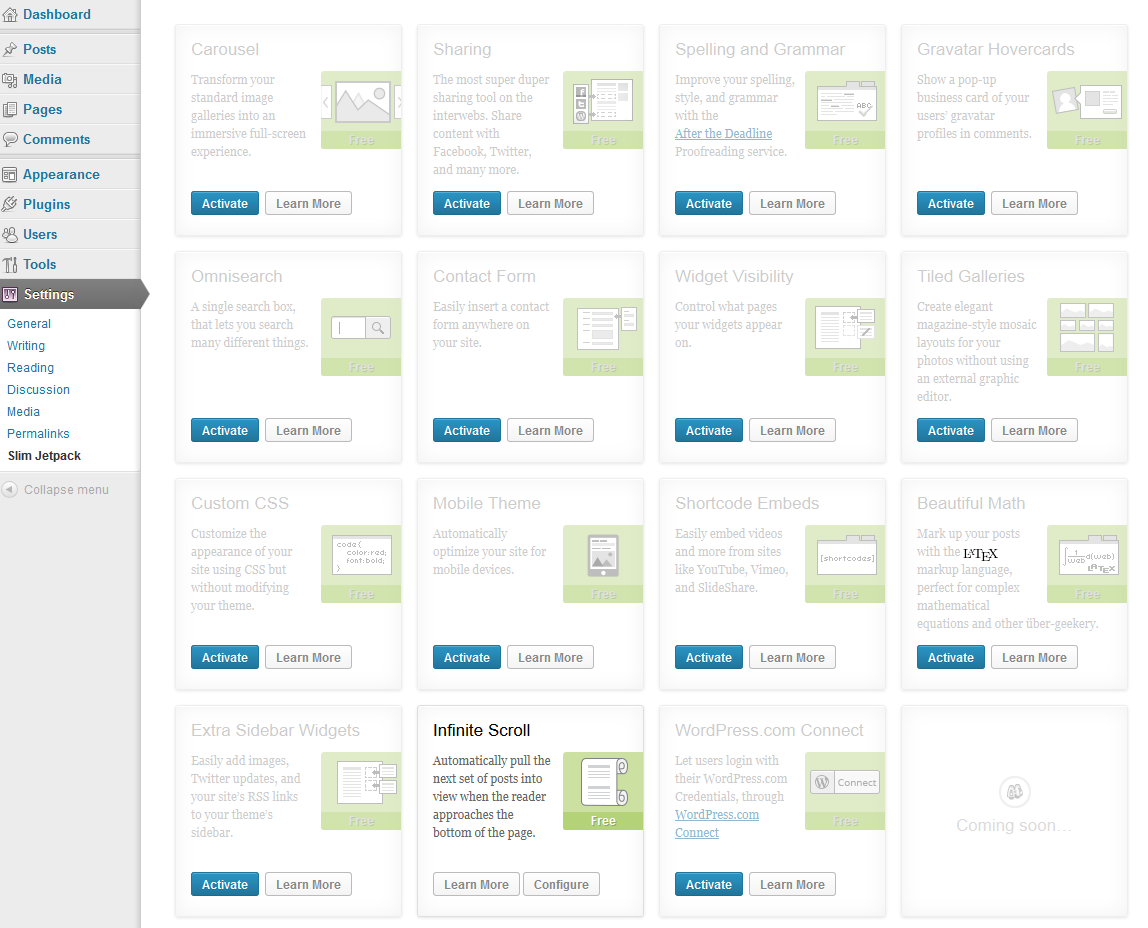 Dashboard
Posts
Media
Pages
Comments
Appearance
Plugins
Users
Tools
Settings
General
Writing
Reading
Discussion
Media
Permalinks
Slim Jetpack
Collapse menu
Carousel
Transform your
standard image
galleries into an
immersive full-screen
experience.
Free
Activate
Learn More
Sharing
The most super duper
sharing tool on the
interwebs. Share
content with
Facebook, Twitter,
and many more.
Free
Activate
Learn More
Spelling and Grammar
Improve your spelling,
style, and grammar
with the
After the Deadline
Proofreading service.
ABC
Free
Activate
Learn More
Gravatar Hovercards
Show a pop-up
business card of your
users' gravatar
profiles in comments.
Free
Activate
Learn More
Omnisearch
A single search box,
that lets you search
many different things.
Free
Activate
Learn More
Contact Form
Easily insert a contact
form anywhere on
your site.
Free
Activate
Learn More
Widget Visibility
Control what pages
your widgets appear
on.
Free
Activate
Learn More
Tiled Galleries
Create elegant
magazine-style mosaic
layouts for your
photos without using
an external graphic
editor.
Free
Activate
Learn More
Custom CSS
Customize the
appearance of your
site using CSS but
without modifying
your theme.
code{
color:red;
font:bold;
}
Free
Activate
Learn More
Mobile Theme
Automatically
optimize your site for
mobile devices.
Free
Activate
Learn More
Shortcode Embeds
Easily embed videos
and more from sites
like YouTube, Vimeo,
and SlideShare.
[shortcodes]
Free
Activate
Learn More
Beautiful Math
Mark up your posts
with the LATEX
markup language,
perfect for complex
mathematical
equations and other über-geekery.
∫ 1/web d(web)
LATEX
Free
Activate
Learn More
Extra Sidebar Widgets
Easily add images,
Twitter updates, and
your site's RSS links
to your theme's
sidebar.
Free
Activate
Learn More
Infinite Scroll
Automatically pull the
next set of posts into
view when the reader
approaches the
bottom of the page.
Free
Learn More
Configure
WordPress.com Connect
Let users login with
their WordPress.com
Credentials, through
WordPress.com
Connect
Connect
Free
Activate
Learn More
Coming soon...